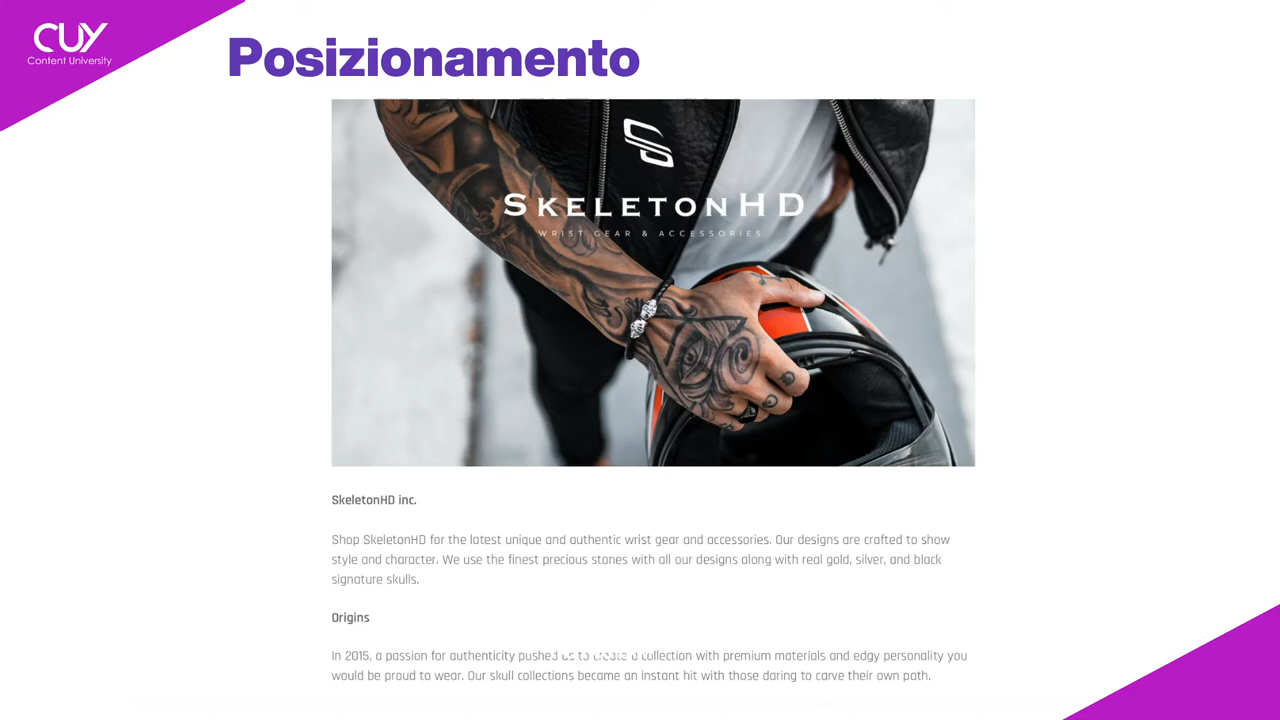 CUY
Content University
Posizionamento
SKELETONHD
WRIST GEAR & ACCESSORIES
SkeletonHD inc.
Shop SkeletonHD for the latest unique and authentic wrist gear and accessories. Our designs are crafted to show
style and character. We use the finest precious stones with all our designs along with real gold, silver, and black
signature skulls.
Origins
In 2015, a passion for authenticity pushed us to create a collection with premium materials and edgy personality you
would be proud to wear. Our skull collections became an instant hit with those daring to carve their own path.